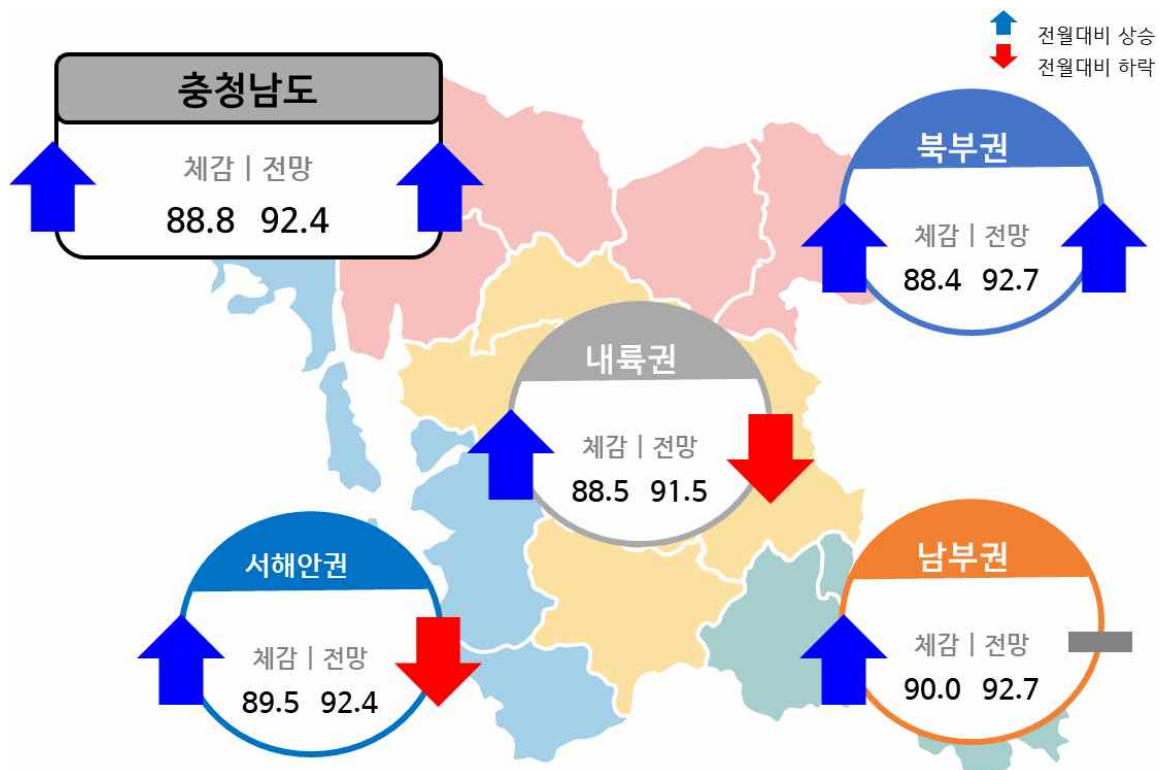 전월대비 상승
전월대비 하락
충청남도
체감 | 전망
88.8 92.4
북부권
체감 | 전망
88.4 92.7
내륙권
체감 | 전망
88.5 91.5
서해안권
체감 | 전망
89.5 92.4
남부권
체감 | 전망
90.0 92.7